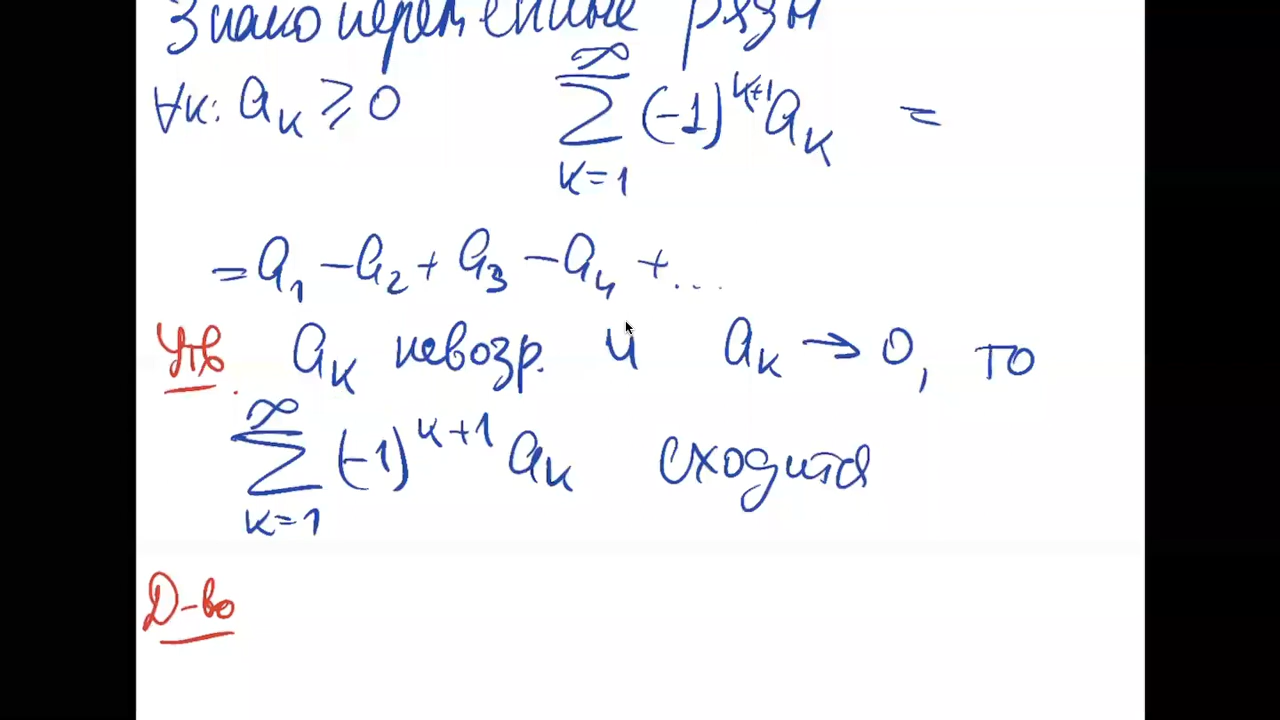 Знакопеременные ряды
∀k: a_k ⩾ 0 ∑_{k=1}^{∞} (-1)^{k+1} a_k =
= a_1 - a_2 + a_3 - a_4 + ...
Утв. a_k невозр. и a_k → 0, то
∑_{k=1}^{∞} (-1)^{k+1} a_k сходится
Д-во